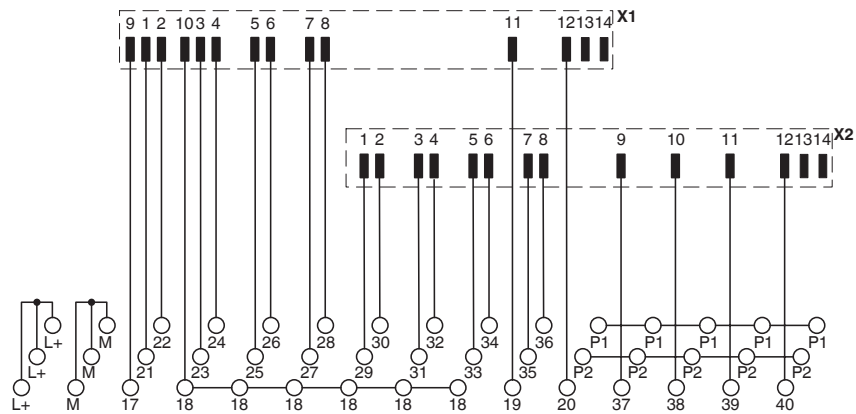 9 1 2 10 3 4 5 6 7 8 11 12 13 14 X1
1 2 3 4 5 6 7 8 9 10 11 12 13 14 X2
L+ M 22 24 26 28 30 32 34 36 P1 P1 P1 P1 P1
L+ M 21 23 25 27 29 31 33 35 P2 P2 P2 P2 P2
L+ M 17 18 18 18 18 18 18 19 20 37 38 39 40